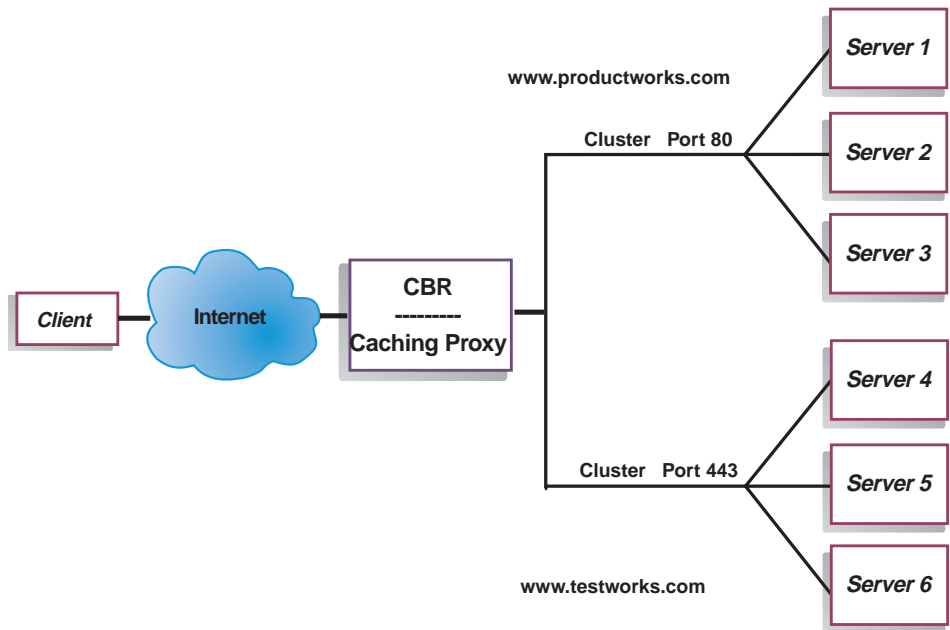 Server 1
www.productworks.com
Cluster Port 80
Server 2
Server 3
Client
Internet
CBR
---------
Caching Proxy
Server 4
Cluster Port 443
Server 5
www.testworks.com
Server 6